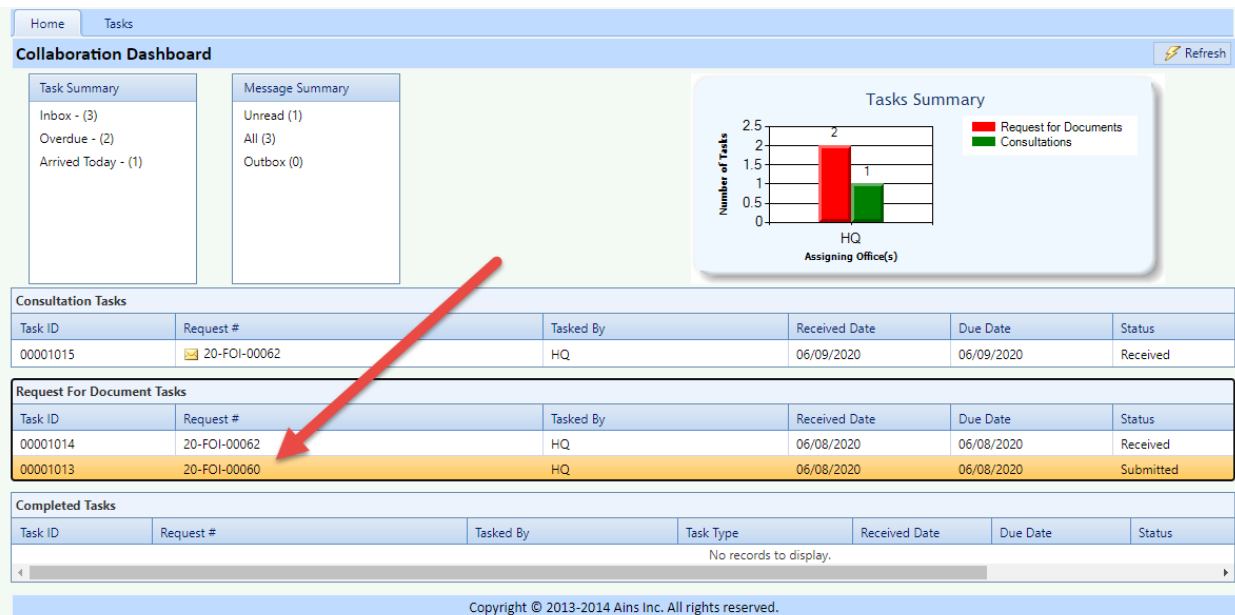 Home Tasks
Collaboration Dashboard Refresh
Task Summary
Inbox - (3)
Overdue - (2)
Arrived Today - (1)
Message Summary
Unread (1)
All (3)
Outbox (0)
Tasks Summary
Number of Tasks
2.5
2
1.5
1
0.5
0
2
1
HQ
Assigning Office(s)
Request for Documents
Consultations
Consultation Tasks
Task ID Request # Tasked By Received Date Due Date Status
00001015 20-FOI-00062 HQ 06/09/2020 06/09/2020 Received
Request For Document Tasks
Task ID Request # Tasked By Received Date Due Date Status
00001014 20-FOI-00062 HQ 06/08/2020 06/08/2020 Received
00001013 20-FOI-00060 HQ 06/08/2020 06/08/2020 Submitted
Completed Tasks
Task ID Request # Tasked By Task Type Received Date Due Date Status
No records to display.
Copyright © 2013-2014 Ains Inc. All rights reserved.